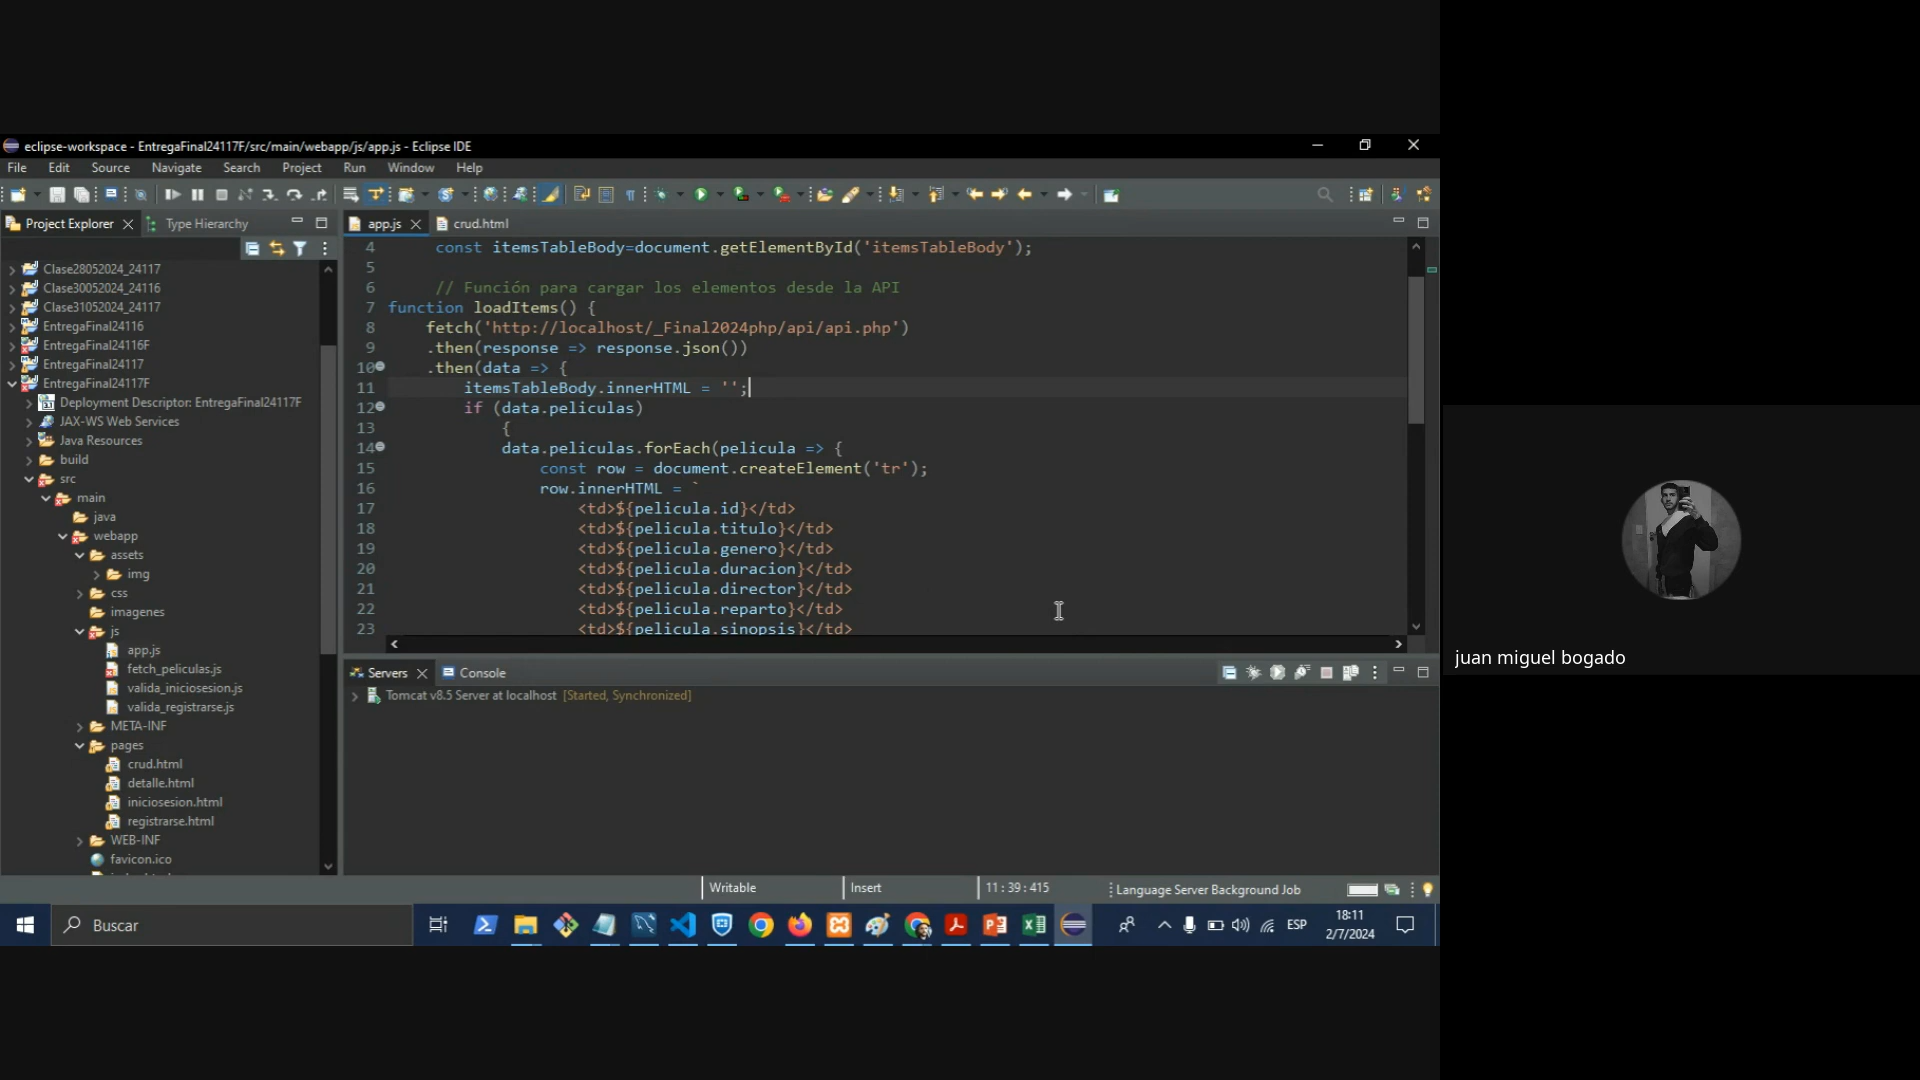 eclipse-workspace - EntregaFinal24117F/src/main/webapp/js/app.js - Eclipse IDE
File Edit Source Navigate Search Project Run Window Help
Project Explorer
Type Hierarchy
Clase28052024_24117
Clase30052024_24116
Clase31052024_24117
EntregaFinal24116
EntregaFinal24116F
EntregaFinal24117
EntregaFinal24117F
Deployment Descriptor: EntregaFinal24117F
JAX-WS Web Services
Java Resources
build
src
main
java
webapp
assets
img
css
imagenes
js
app.js
fetch_peliculas.js
valida_iniciosesion.js
valida_registrarse.js
META-INF
pages
crud.html
detalle.html
iniciosesion.html
registrarse.html
WEB-INF
favicon.ico
app.js
crud.html
4 const itemsTableBody=document.getElementById('itemsTableBody');
5
6 // Función para cargar los elementos desde la API
7 function loadItems() {
8 fetch('http://localhost/_Final2024php/api/api.php')
9 .then(response => response.json())
10 .then(data => {
11 itemsTableBody.innerHTML = '';
12 if (data.peliculas)
13 {
14 data.peliculas.forEach(pelicula => {
15 const row = document.createElement('tr');
16 row.innerHTML = `
17 <td>${pelicula.id}</td>
18 <td>${pelicula.titulo}</td>
19 <td>${pelicula.genero}</td>
20 <td>${pelicula.duracion}</td>
21 <td>${pelicula.director}</td>
22 <td>${pelicula.reparto}</td>
23 <td>${pelicula.sinopsis}</td>
Servers
Console
Tomcat v8.5 Server at localhost [Started, Synchronized]
Writable
Insert
11 : 39 : 415
Language Server Background Job
Buscar
ESP
18:11
2/7/2024
juan miguel bogado